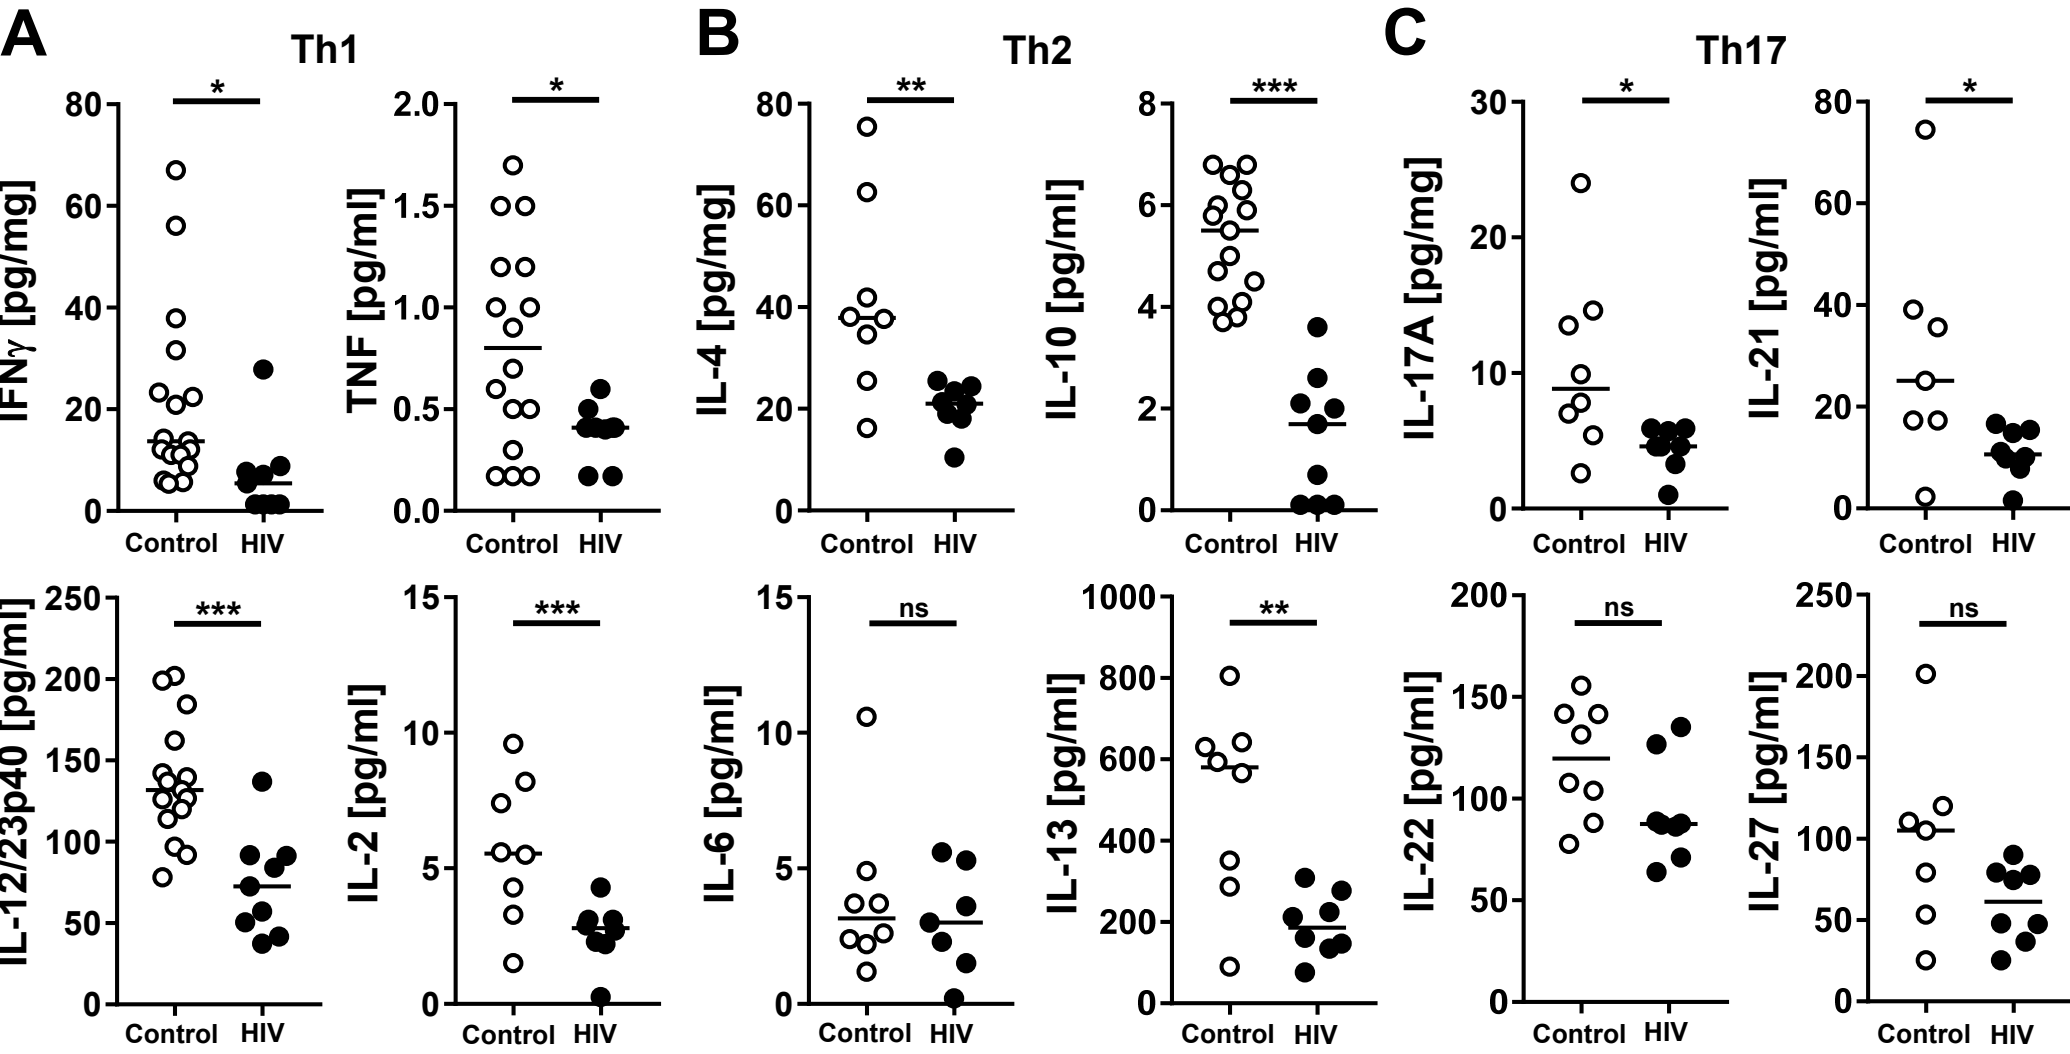 A
Th1
B
Th2
C
Th17
IFNγ [pg/mg]
80
60
40
20
0
*
Control HIV
TNF [pg/ml]
2.0
1.5
1.0
0.5
0.0
*
Control HIV
IL-4 [pg/mg]
80
60
40
20
0
**
Control HIV
IL-10 [pg/ml]
8
6
4
2
0
***
Control HIV
IL-17A [pg/mg]
30
20
10
0
*
Control HIV
IL-21 [pg/ml]
80
60
40
20
0
*
Control HIV
IL-12/23p40 [pg/ml]
250
200
150
100
50
0
***
Control HIV
IL-2 [pg/ml]
15
10
5
0
***
Control HIV
IL-6 [pg/ml]
15
10
5
0
ns
Control HIV
IL-13 [pg/ml]
1000
800
600
400
200
0
**
Control HIV
IL-22 [pg/ml]
200
150
100
50
0
ns
Control HIV
IL-27 [pg/ml]
250
200
150
100
50
0
ns
Control HIV